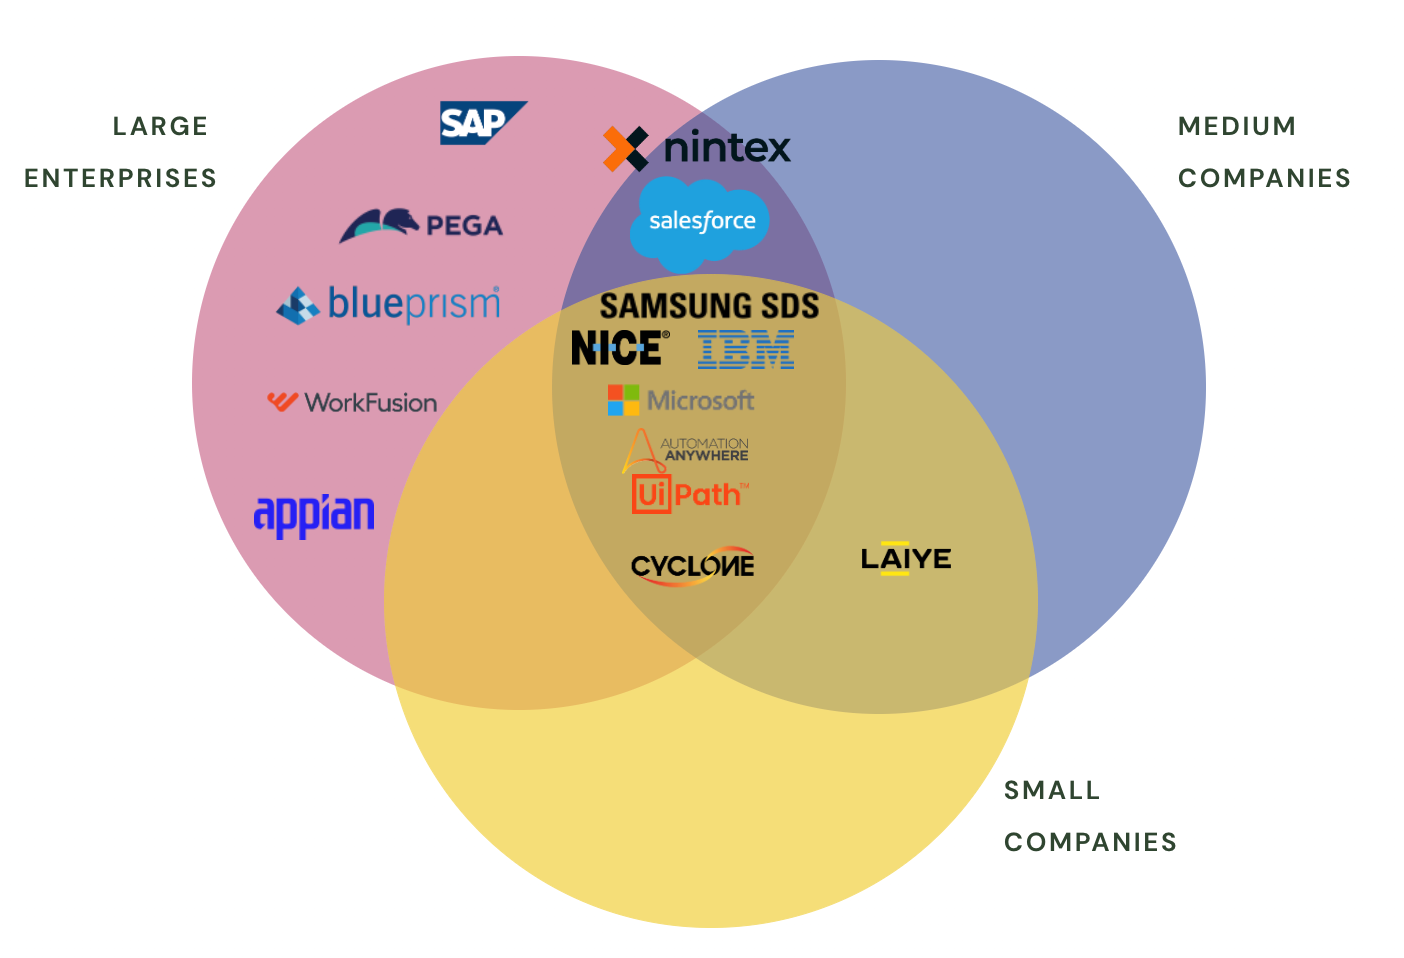 LARGE
ENTERPRISES
MEDIUM
COMPANIES
SAP
nintex
PEGA
salesforce
blueprism®
SAMSUNG SDS
NICE®
IBM
WorkFusion
Microsoft
AUTOMATION
ANYWHERE
UiPath™
appian
CYCLONE
LAIYE
SMALL
COMPANIES